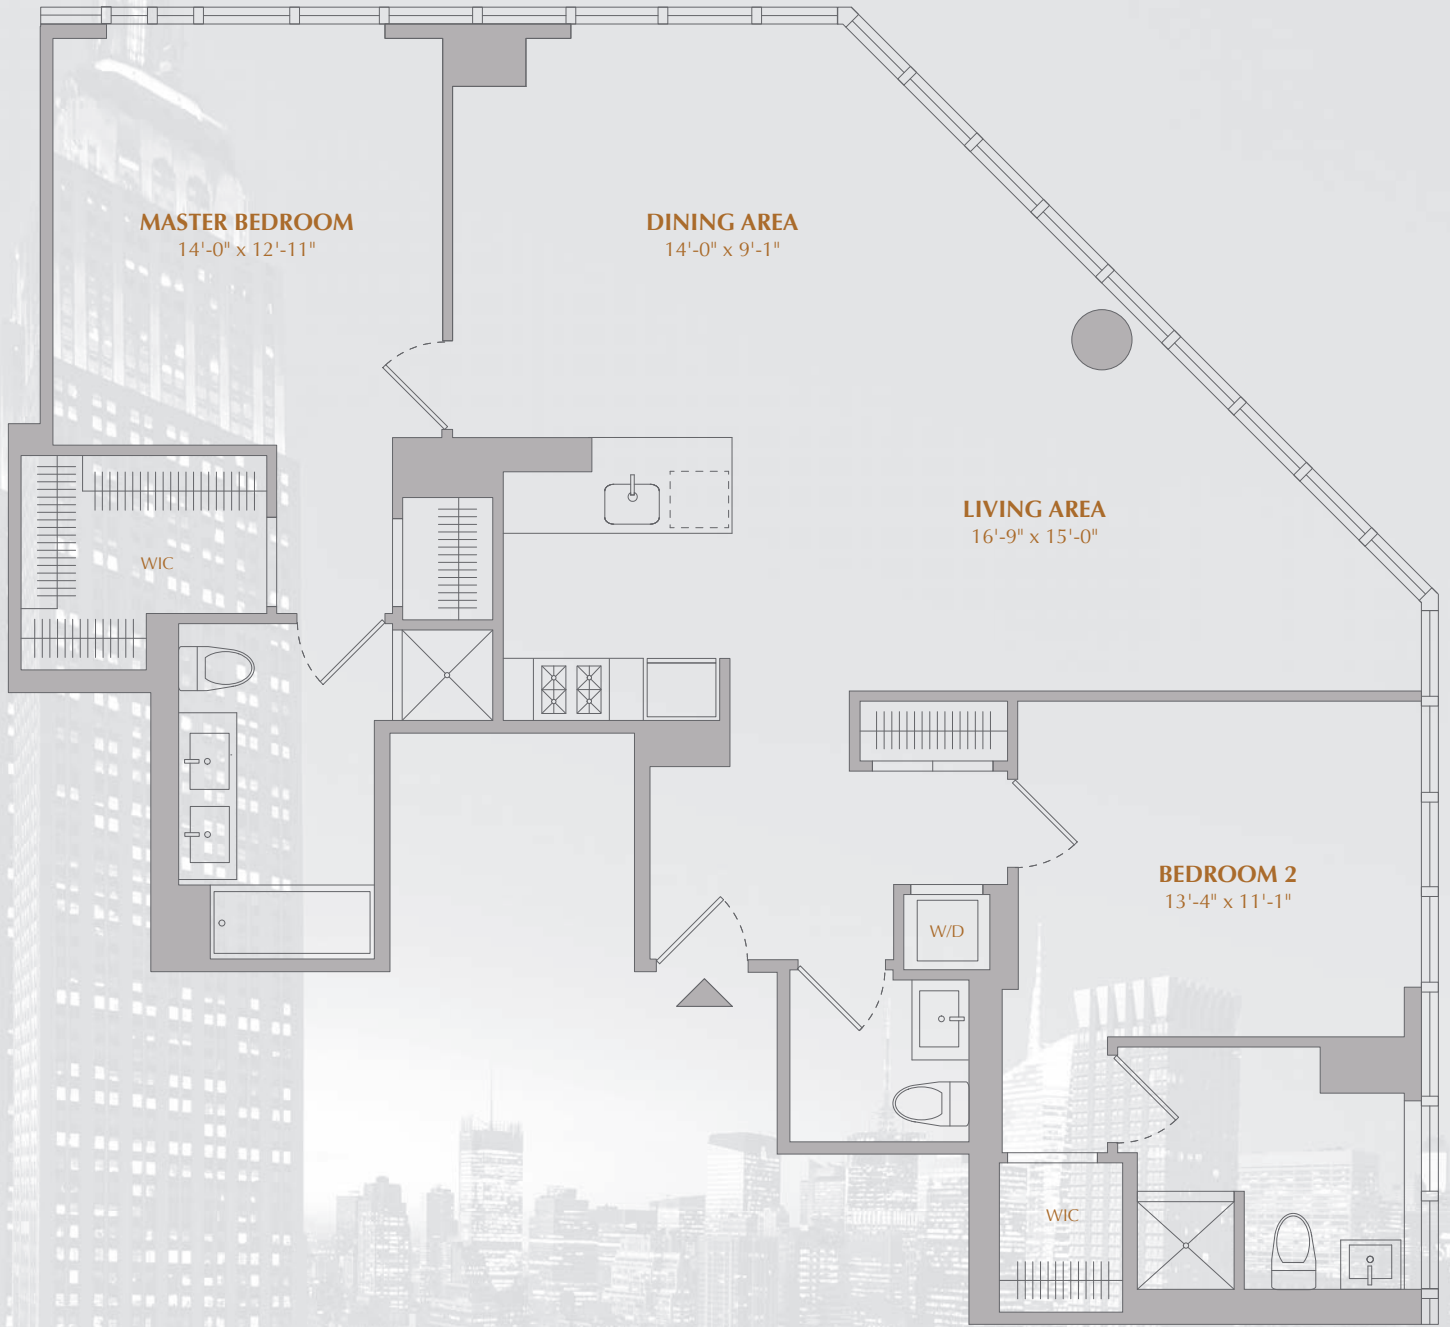 MASTER BEDROOM
14'-0" x 12'-11"
DINING AREA
14'-0" x 9'-1"
LIVING AREA
16'-9" x 15'-0"
WIC
BEDROOM 2
13'-4" x 11'-1"
W/D
WIC